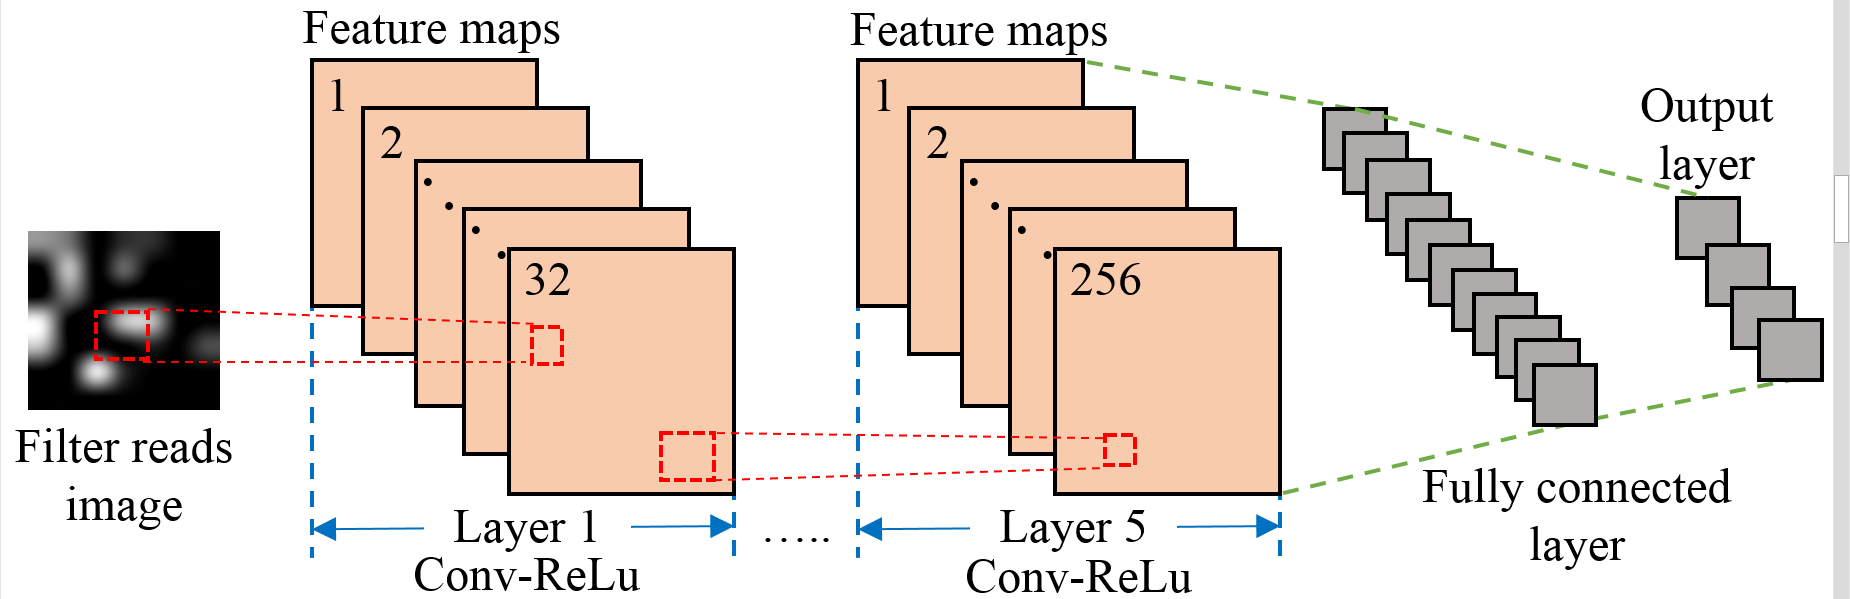 Feature maps
1
2
32
Filter reads
image
Layer 1
Conv-ReLu
.....
Feature maps
1
2
256
Layer 5
Conv-ReLu
Fully connected
layer
Output
layer